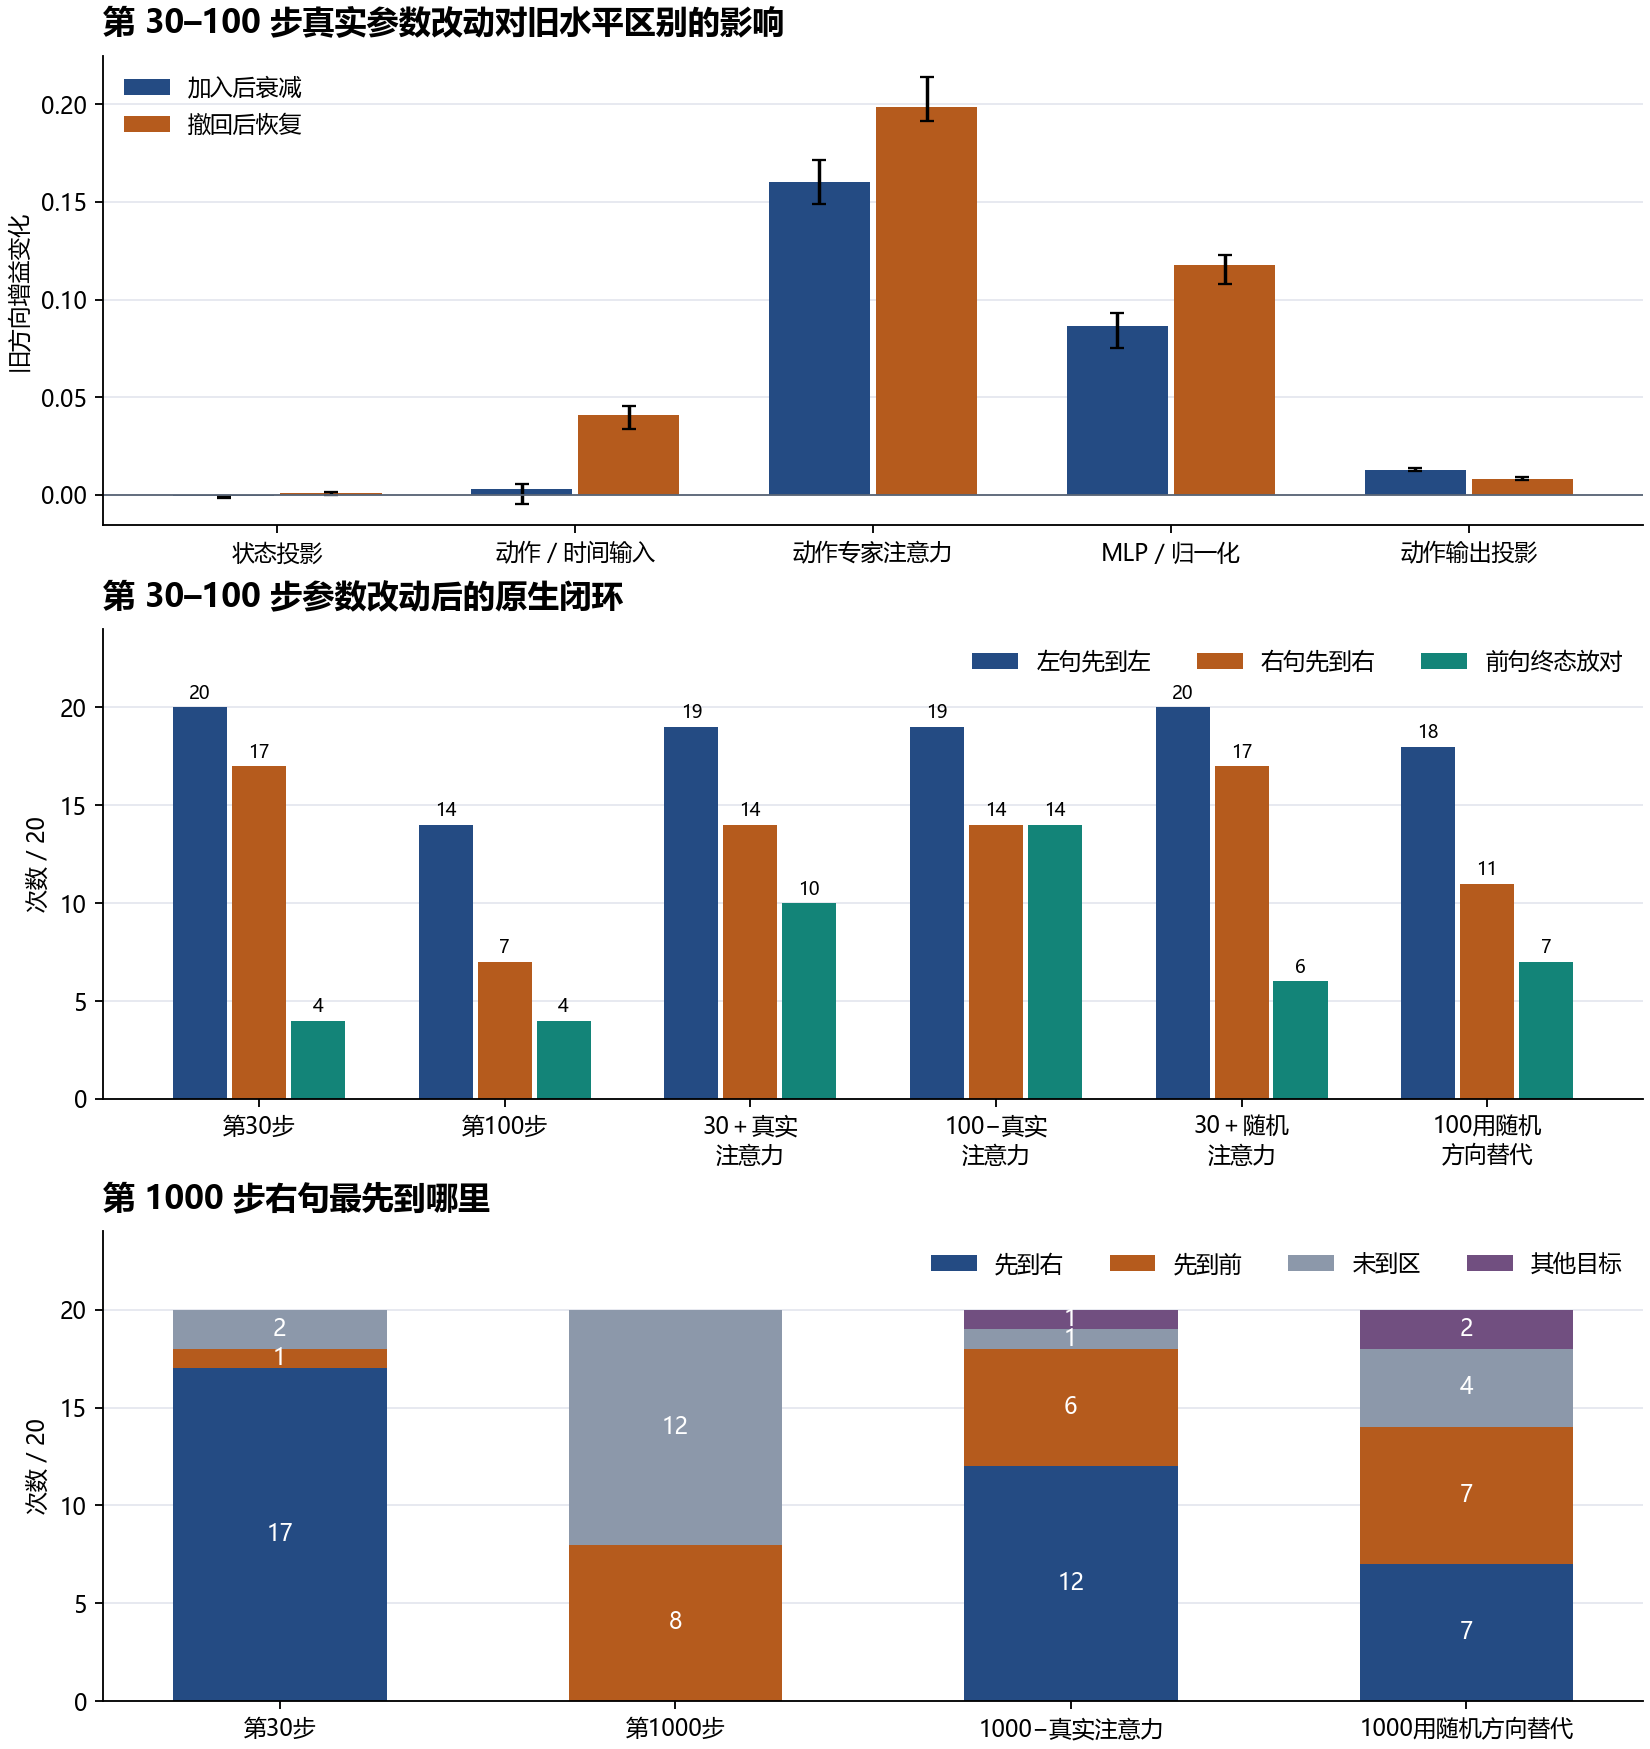 第 30–100 步真实参数改动对旧水平区别的影响
加入后衰减
撤回后恢复
旧方向增益变化
0.20
0.15
0.10
0.05
0.00
状态投影
动作 / 时间输入
动作专家注意力
MLP / 归一化
动作输出投影
第 30–100 步参数改动后的原生闭环
左句先到左
右句先到右
前句终态放对
次数 / 20
20
15
10
5
0
20
17
4
14
7
4
19
14
10
19
14
14
20
17
6
18
11
7
第30步
第100步
30+真实
注意力
100−真实
注意力
30+随机
注意力
100用随机
方向替代
第 1000 步右句最先到哪里
先到右
先到前
未到区
其他目标
次数 / 20
20
15
10
5
0
2
1
17
12
8
1
1
6
12
2
4
7
7
第30步
第1000步
1000−真实注意力
1000用随机方向替代